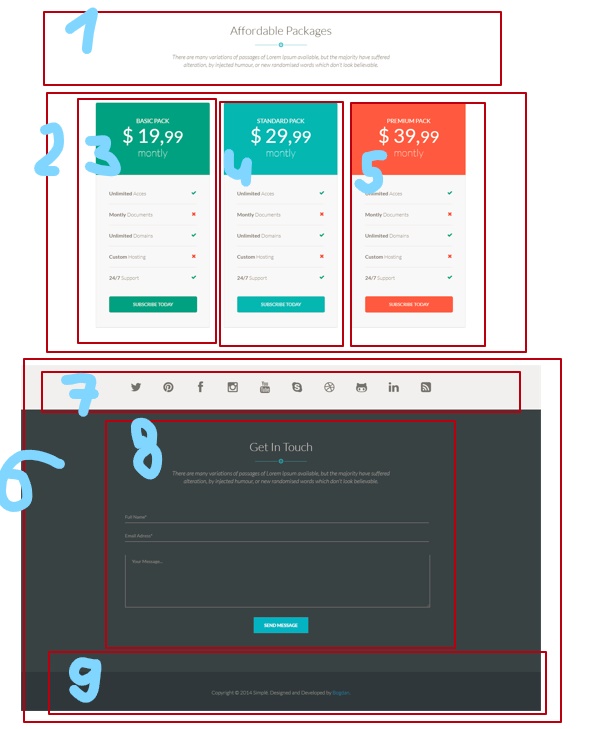 1
Affordable Packages
There are many variations of passages of Lorem Ipsum available, but the majority have suffered
alteration, by injected humour, or new randomised words which don't look believable.
2
3
BASIC PACK
$ 19,99
montly
Unlimited Acces
Montly Documents
Unlimited Domains
Custom Hosting
24/7 Support
SUBSCRIBE TODAY
4
STANDARD PACK
$ 29,99
montly
Unlimited Acces
Montly Documents
Unlimited Domains
Custom Hosting
24/7 Support
SUBSCRIBE TODAY
5
PREMIUM PACK
$ 39,99
montly
Unlimited Acces
Montly Documents
Unlimited Domains
Custom Hosting
24/7 Support
SUBSCRIBE TODAY
6
7
You Tube
in
8
Get In Touch
There are many variations of passages of Lorem Ipsum available, but the majority have suffered
alteration, by injected humour, or new randomised words which don't look believable.
Full Name*
Email Adress*
Your Message...
SEND MESSAGE
9
Copyright © 2014 Simplii. Designed and Developed by